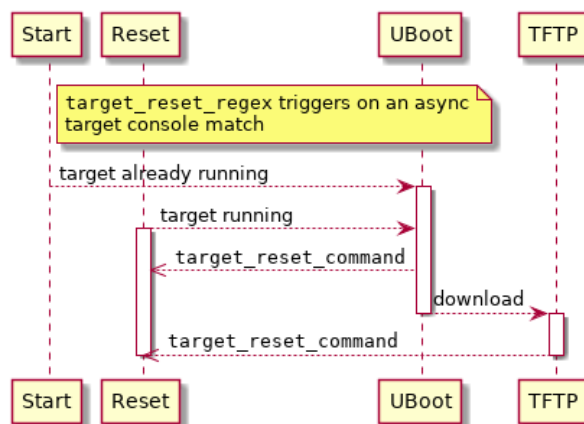 Start Reset UBoot TFTP
target_reset_regex triggers on an async
target console match
target already running
target running
target_reset_command
download
target_reset_command
Start Reset UBoot TFTP